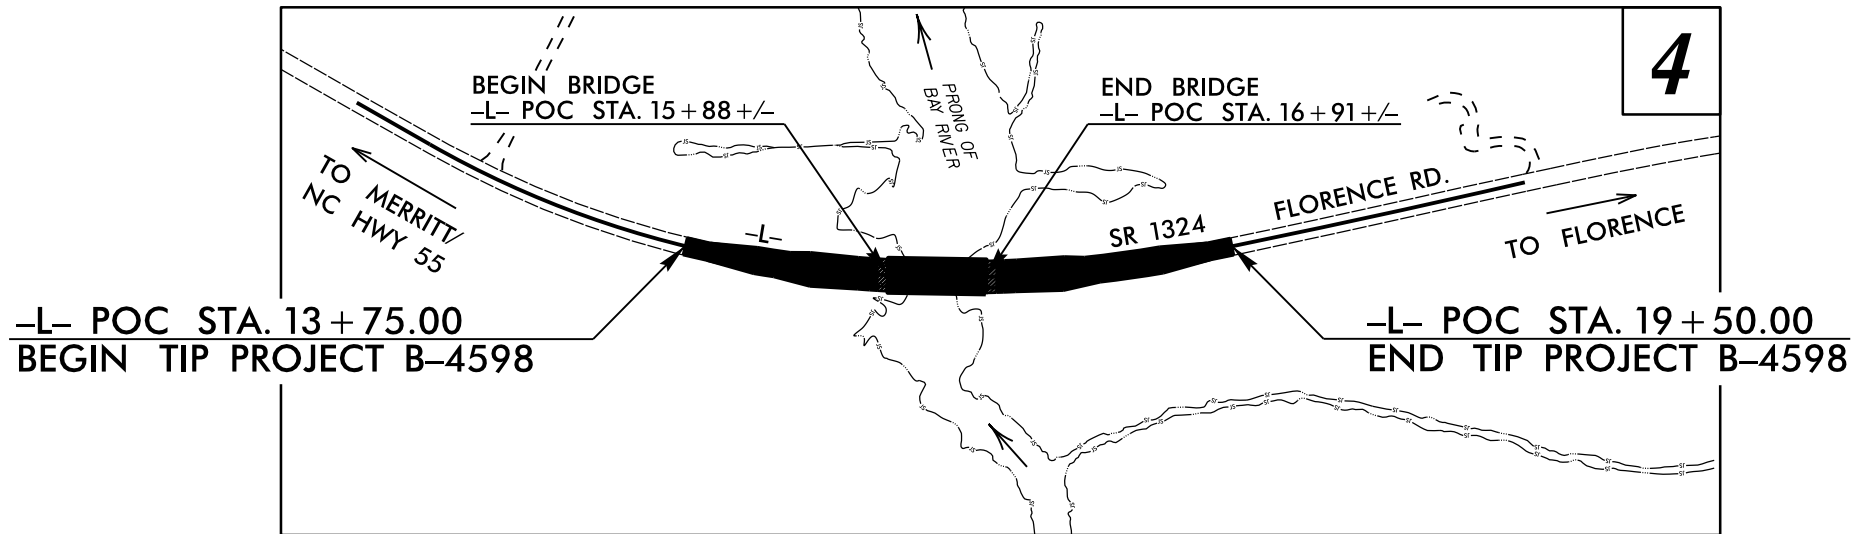 4
BEGIN BRIDGE
-L- POC STA. 15+88 +/-
END BRIDGE
-L- POC STA. 16+91 +/-
PRONG OF
BAY RIVER
TO MERRITT/
NC HWY 55
-L-
SR 1324
FLORENCE RD.
TO FLORENCE
-L- POC STA. 13+75.00
BEGIN TIP PROJECT B-4598
-L- POC STA. 19+50.00
END TIP PROJECT B-4598